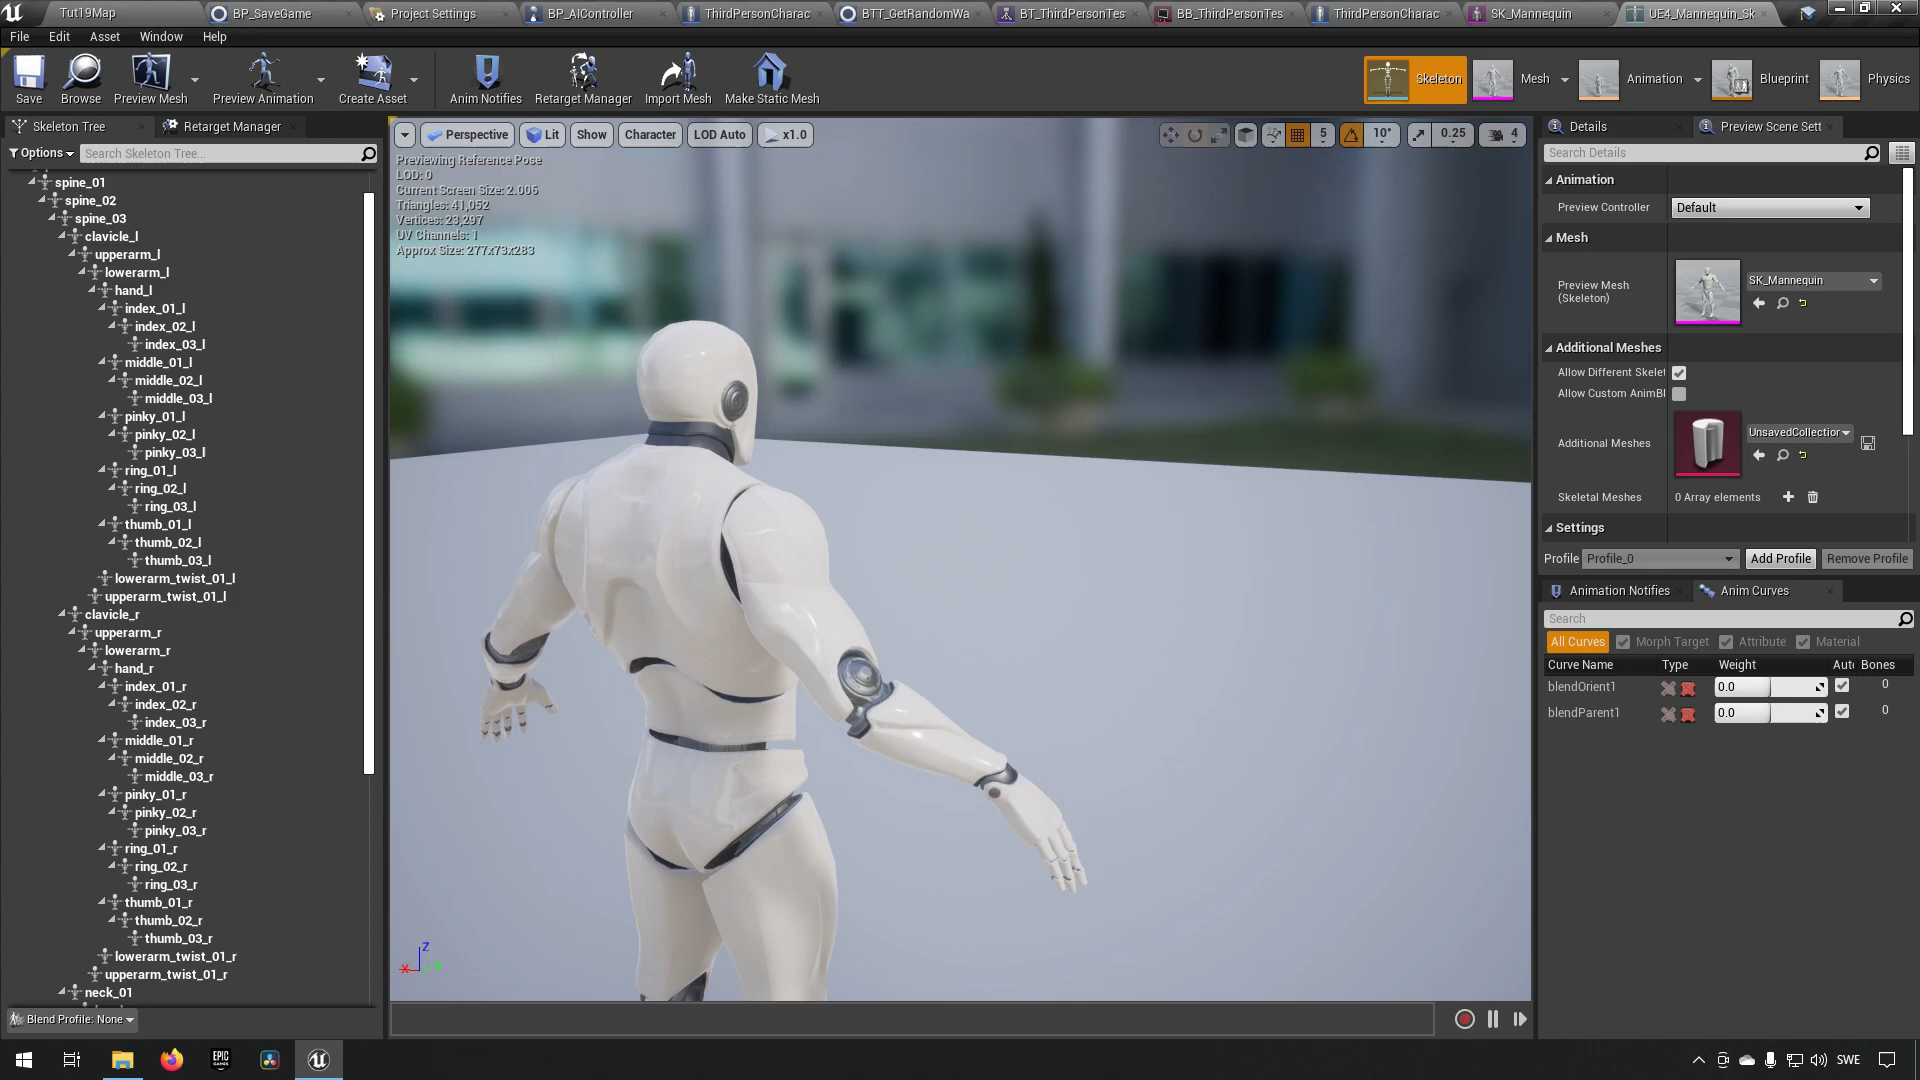 Tut19Map
BP_SaveGame
Project Settings
BP_AIController
ThirdPersonCharac
BTT_GetRandomWa
BT_ThirdPersonTes
BB_ThirdPersonTes
ThirdPersonCharac
SK_Mannequin
UE4_Mannequin_Sk
File Edit Asset Window Help
Save
Browse
Preview Mesh
Preview Animation
Create Asset
Anim Notifies
Retarget Manager
Import Mesh
Make Static Mesh
Skeleton
Mesh
Animation
Blueprint
Physics
Skeleton Tree
Retarget Manager
Options
Search Skeleton Tree...
spine_01
spine_02
spine_03
clavicle_l
upperarm_l
lowerarm_l
hand_l
index_01_l
index_02_l
index_03_l
middle_01_l
middle_02_l
middle_03_l
pinky_01_l
pinky_02_l
pinky_03_l
ring_01_l
ring_02_l
ring_03_l
thumb_01_l
thumb_02_l
thumb_03_l
lowerarm_twist_01_l
upperarm_twist_01_l
clavicle_r
upperarm_r
lowerarm_r
hand_r
index_01_r
index_02_r
index_03_r
middle_01_r
middle_02_r
middle_03_r
pinky_01_r
pinky_02_r
pinky_03_r
ring_01_r
ring_02_r
ring_03_r
thumb_01_r
thumb_02_r
thumb_03_r
lowerarm_twist_01_r
upperarm_twist_01_r
neck_01
Blend Profile: None
Perspective
Lit
Show
Character
LOD Auto
x1.0
5
10°
0.25
4
Previewing Reference Pose
LOD: 0
Current Screen Size: 2.006
Triangles: 41,052
Vertices: 23,297
UV Channels: 1
Approx Size: 277x73x283
Z
X
Y
Details
Preview Scene Sett
Search Details
Animation
Preview Controller
Default
Mesh
Preview Mesh
(Skeleton)
SK_Mannequin
Additional Meshes
Allow Different Skelet
Allow Custom AnimBl
Additional Meshes
UnsavedCollection
Skeletal Meshes
0 Array elements
Settings
Profile
Profile_0
Add Profile
Remove Profile
Animation Notifies
Anim Curves
Search
All Curves
Morph Target
Attribute
Material
Curve Name
Type
Weight
Aut
Bones
blendOrient1
0.0
0
blendParent1
0.0
0
EPIC
GAMES
SWE